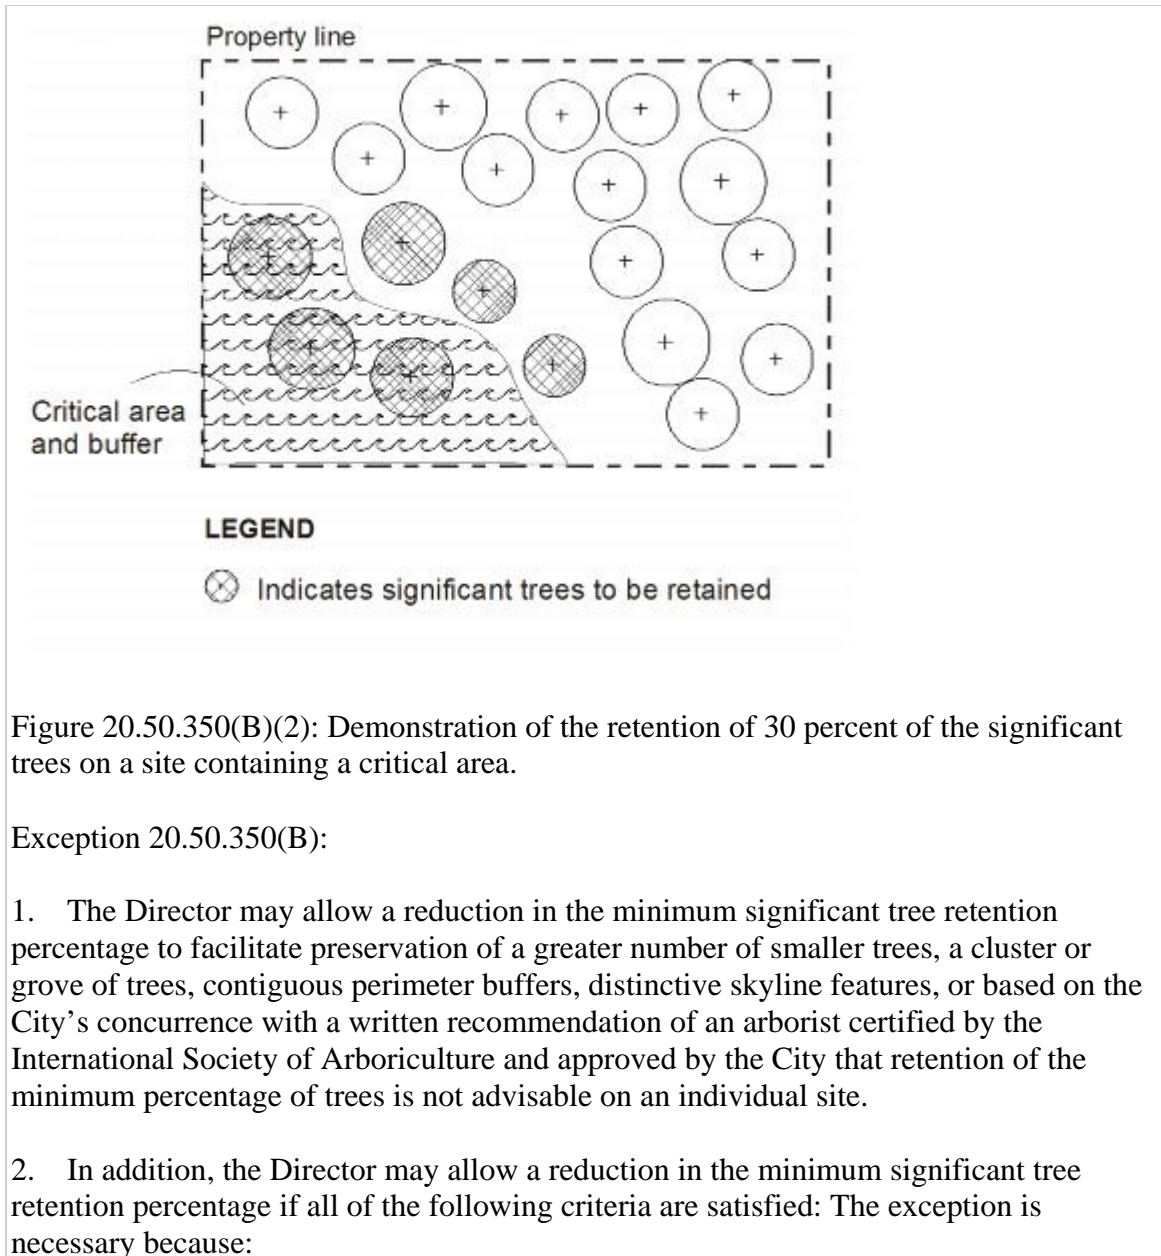 Property line
Critical area
and buffer
LEGEND
Indicates significant trees to be retained
Figure 20.50.350(B)(2): Demonstration of the retention of 30 percent of the significant
trees on a site containing a critical area.
Exception 20.50.350(B):
1. The Director may allow a reduction in the minimum significant tree retention
percentage to facilitate preservation of a greater number of smaller trees, a cluster or
grove of trees, contiguous perimeter buffers, distinctive skyline features, or based on the
City’s concurrence with a written recommendation of an arborist certified by the
International Society of Arboriculture and approved by the City that retention of the
minimum percentage of trees is not advisable on an individual site.
2. In addition, the Director may allow a reduction in the minimum significant tree
retention percentage if all of the following criteria are satisfied: The exception is
necessary because: